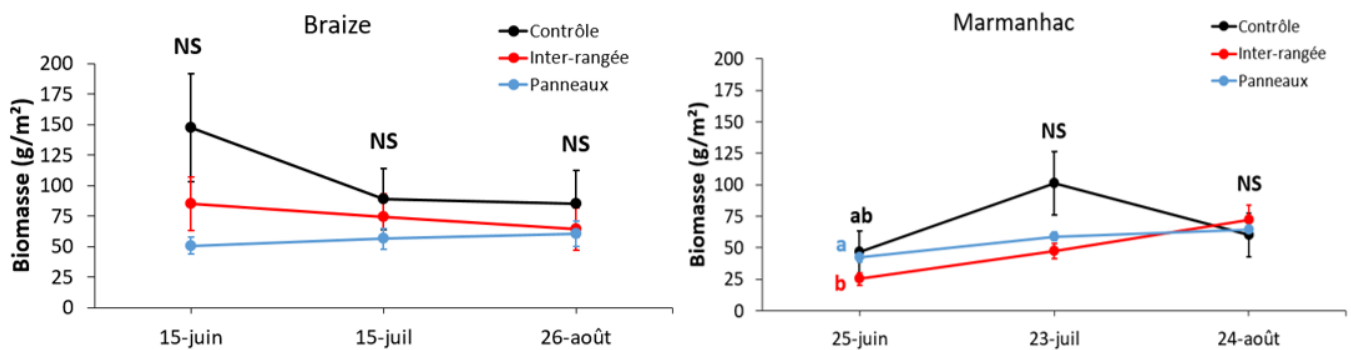 Braize
Contrôle
Inter-rangée
Panneaux
NS
NS
NS
Biomasse (g/m²)
200
175
150
125
100
75
50
25
0
15-juin
15-juil
26-août
Marmanhac
Contrôle
Inter-rangée
Panneaux
NS
NS
ab
a
b
Biomasse (g/m²)
200
175
150
125
100
75
50
25
0
25-juin
23-juil
24-août